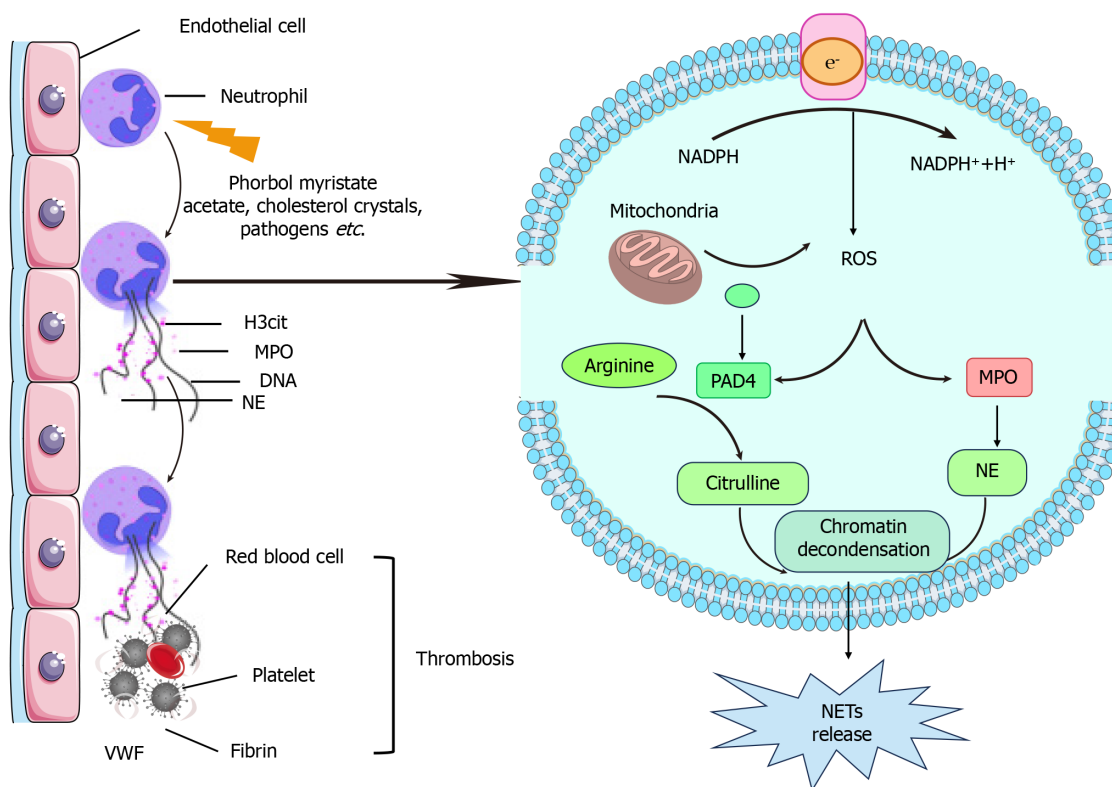 Endothelial cell
Neutrophil
Phorbol myristate
acetate, cholesterol crystals,
pathogens etc.
H3cit
MPO
DNA
NE
Red blood cell
Platelet
Thrombosis
VWF
Fibrin
e-
NADPH
NADPH⁺+H⁺
Mitochondria
ROS
Arginine
PAD4
MPO
Citrulline
NE
Chromatin
decondensation
NETs
release